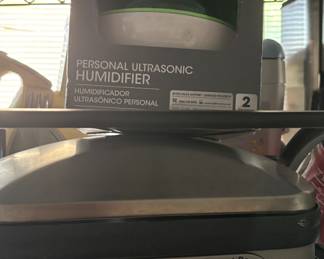 PERSONAL ULTRASONIC
HUMIDIFIER
HUMIDIFICADOR
ULTRASÓNICO PERSONAL
2